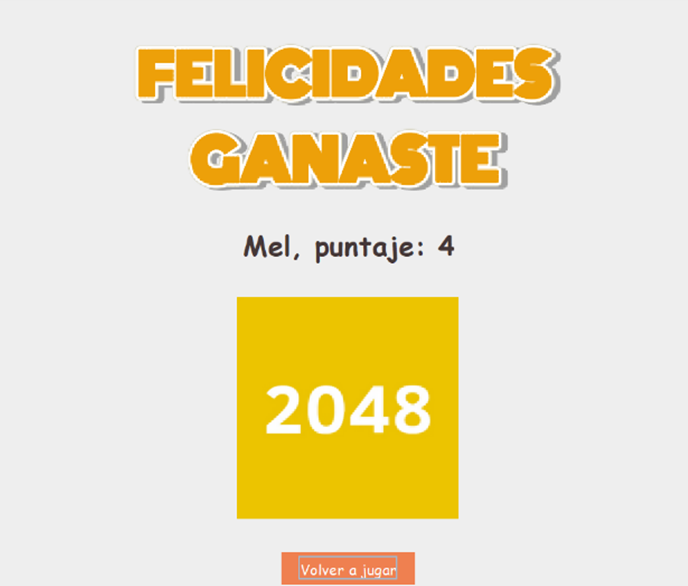 FELICIDADES
GANASTE
Mel, puntaje: 4
2048
Volver a jugar